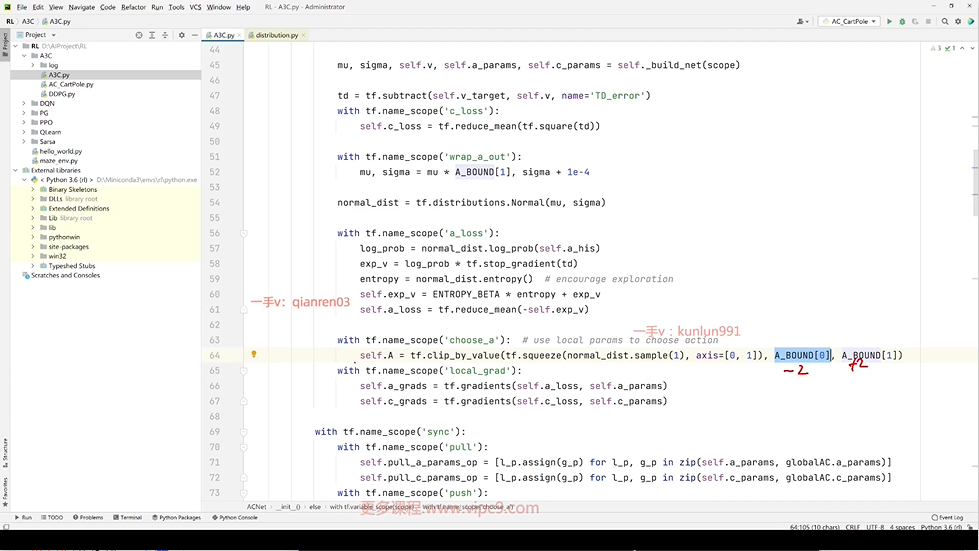 File Edit View Navigate Code Refactor Run Tools VCS Window Help RL - A3C.py - Administrator
RL A3C A3C.py
AC_CartPole
Project
A3C.py distribution.py
RL D:\AIProject\RL
A3C
log
A3C.py
AC_CartPole.py
DDPG.py
DQN
PG
PPO
QLearn
Sarsa
hello_world.py
maze_env.py
External Libraries
< Python 3.6 (rl) > D:\Miniconda3\envs\rl\python.exe
Binary Skeletons
DLLs library root
Extended Definitions
Lib library root
lib
pythonwin
site-packages
win32
Typeshed Stubs
Scratches and Consoles
44
45 mu, sigma, self.v, self.a_params, self.c_params = self._build_net(scope)
46
47 td = tf.subtract(self.v_target, self.v, name='TD_error')
48 with tf.name_scope('c_loss'):
49 self.c_loss = tf.reduce_mean(tf.square(td))
50
51 with tf.name_scope('wrap_a_out'):
52 mu, sigma = mu * A_BOUND[1], sigma + 1e-4
53
54 normal_dist = tf.distributions.Normal(mu, sigma)
55
56 with tf.name_scope('a_loss'):
57 log_prob = normal_dist.log_prob(self.a_his)
58 exp_v = log_prob * tf.stop_gradient(td)
59 entropy = normal_dist.entropy() # encourage exploration
60 self.exp_v = ENTROPY_BETA * entropy + exp_v
一手v：qianren03
61 self.a_loss = tf.reduce_mean(-self.exp_v)
62
一手v：kunlun991
63 with tf.name_scope('choose_a'): # use local params to choose action
64 self.A = tf.clip_by_value(tf.squeeze(normal_dist.sample(1), axis=[0, 1]), A_BOUND[0], A_BOUND[1])
-2 +2
65 with tf.name_scope('local_grad'):
66 self.a_grads = tf.gradients(self.a_loss, self.a_params)
67 self.c_grads = tf.gradients(self.c_loss, self.c_params)
68
69 with tf.name_scope('sync'):
70 with tf.name_scope('pull'):
71 self.pull_a_params_op = [l_p.assign(g_p) for l_p, g_p in zip(self.a_params, globalAC.a_params)]
72 self.pull_c_params_op = [l_p.assign(g_p) for l_p, g_p in zip(self.c_params, globalAC.c_params)]
73 with tf.name_scope('push'):
ACNet __init__() else with tf.variable_scope(scope) with tf.name_scope('choose_a')
更多课程 www.vipc9.com
Structure
Favorites
Run TODO Problems Terminal Python Packages Python Console Event Log
64:105 (10 chars) CRLF UTF-8 4 spaces Python 3.6 (rl)